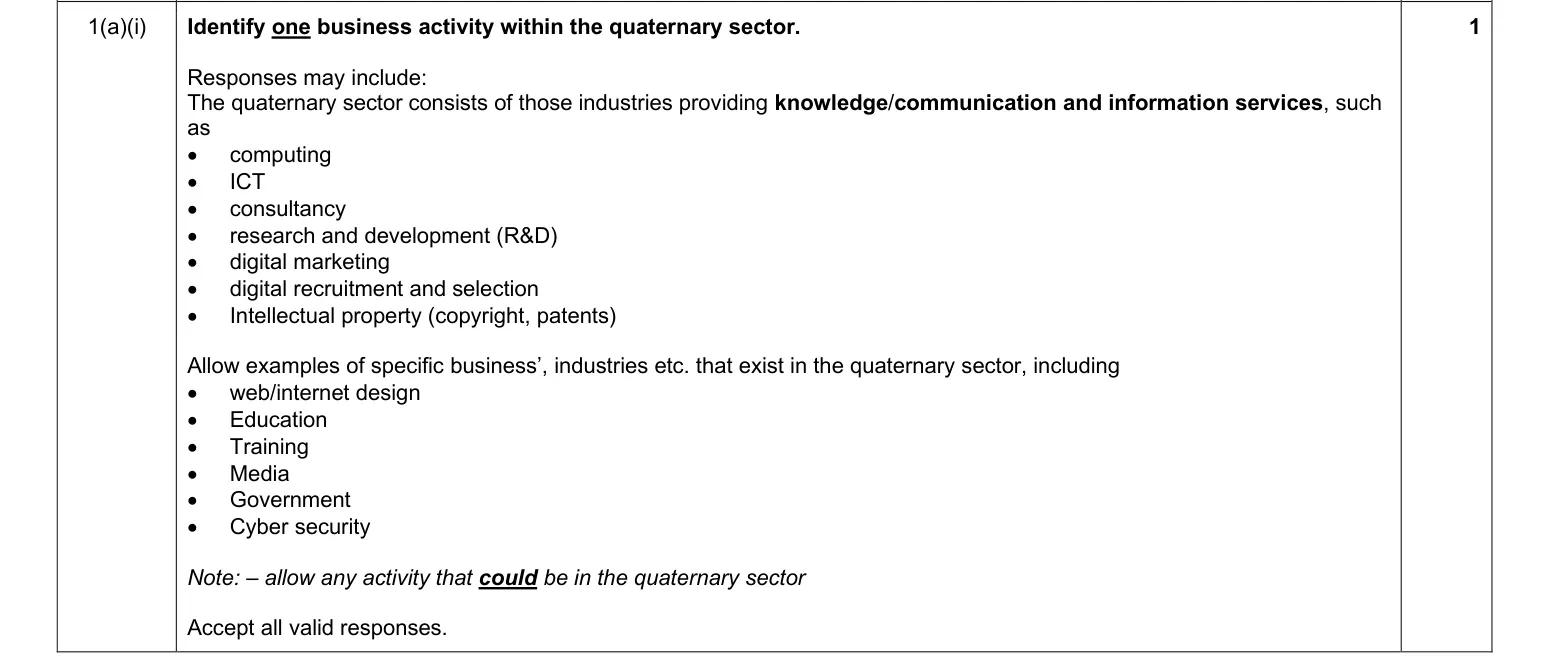 1(a)(i) Identify one business activity within the quaternary sector. 1
Responses may include:
The quaternary sector consists of those industries providing knowledge/communication and information services, such
as
• computing
• ICT
• consultancy
• research and development (R&D)
• digital marketing
• digital recruitment and selection
• Intellectual property (copyright, patents)
Allow examples of specific business’, industries etc. that exist in the quaternary sector, including
• web/internet design
• Education
• Training
• Media
• Government
• Cyber security
Note: – allow any activity that could be in the quaternary sector
Accept all valid responses.